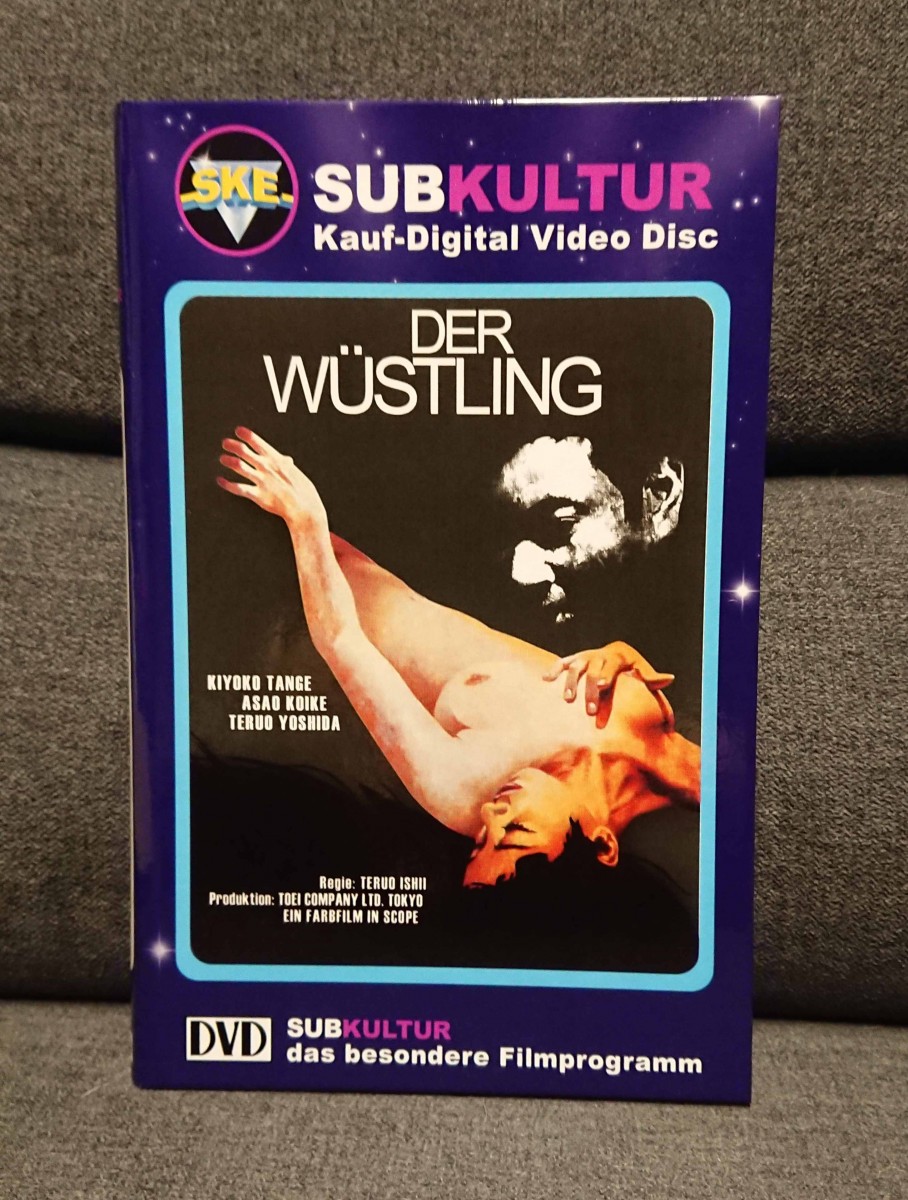 SKE
SUBKULTUR
Kauf-Digital Video Disc
DER
WÜSTLING
KIYOKO TANGE
ASAO KOIKE
TERUO YOSHIDA
Regie: TERUO ISHII
Produktion: TOEI COMPANY LTD. TOKYO
EIN FARBFILM IN SCOPE
DVD
SUBKULTUR
das besondere Filmprogramm